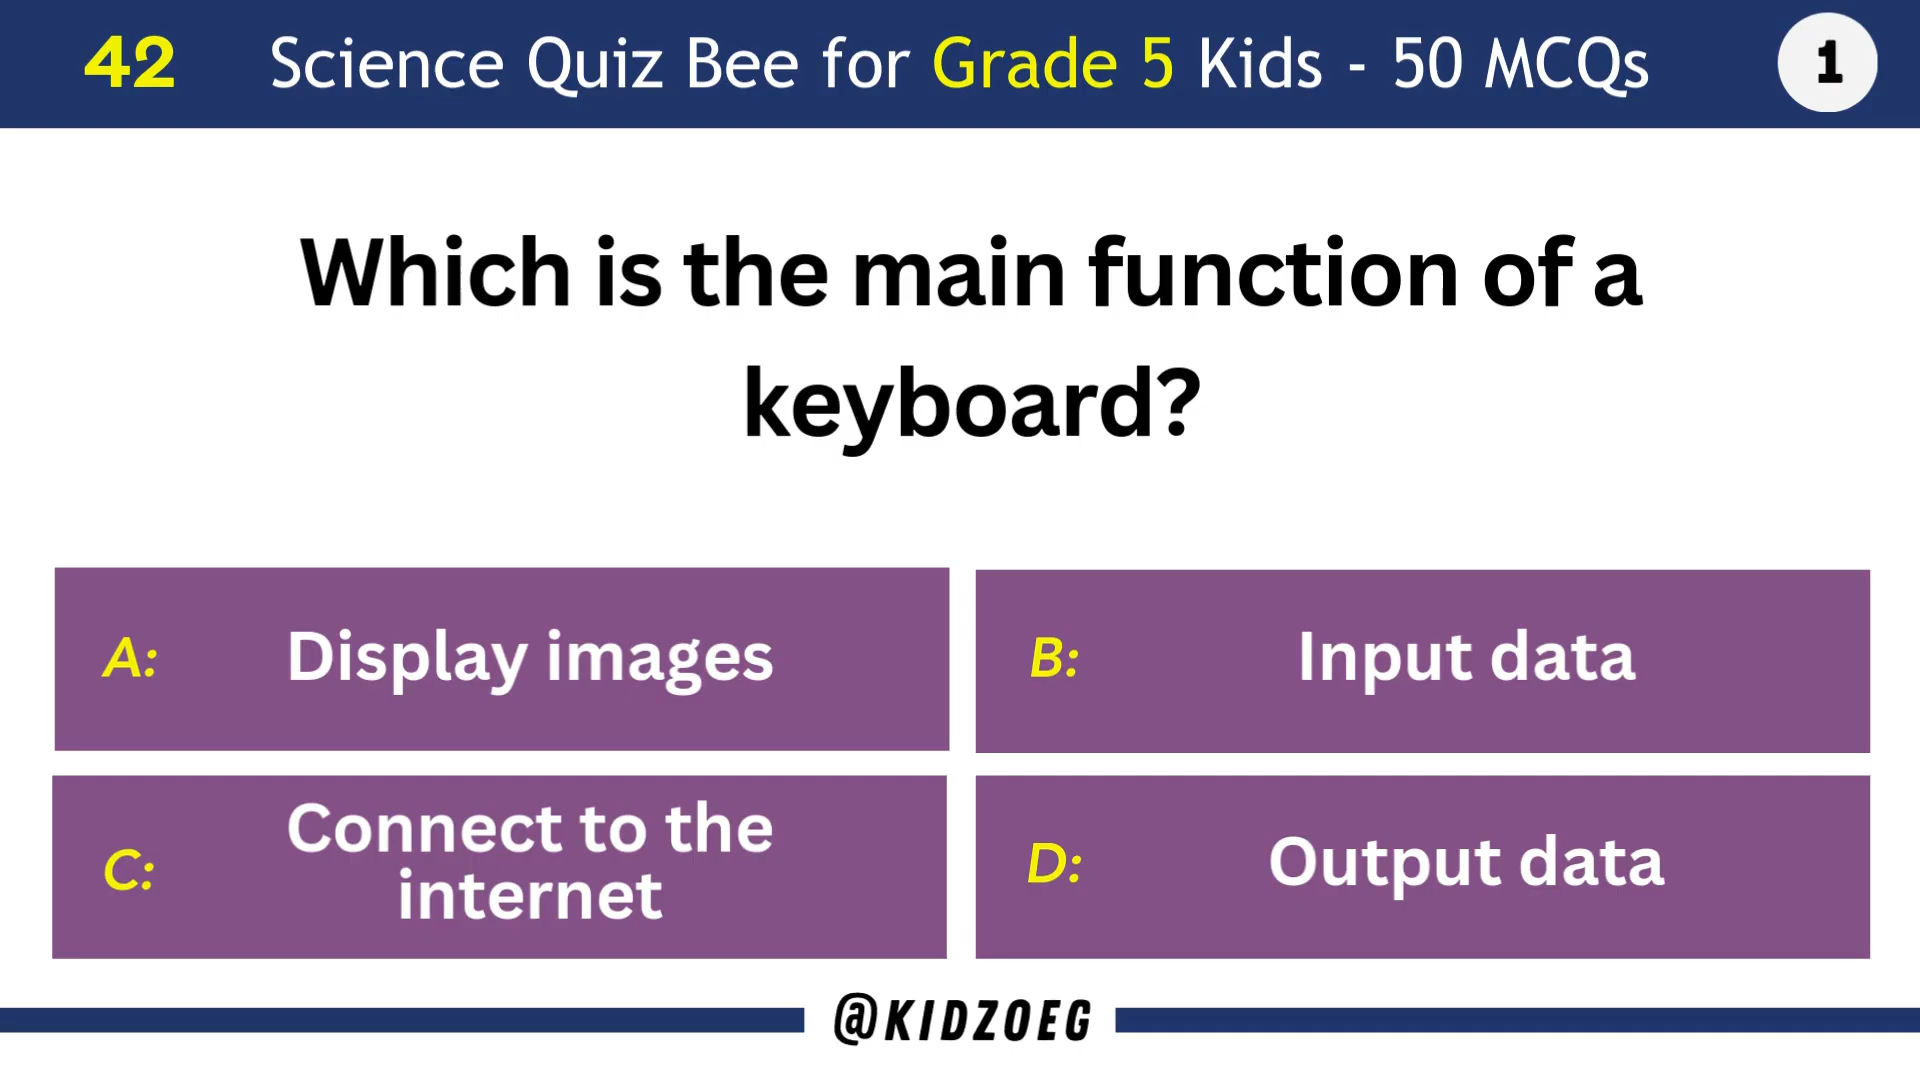 42
Science Quiz Bee for Grade 5 Kids - 50 MCQs
1
Which is the main function of a
keyboard?
A: Display images
B: Input data
C: Connect to the
internet
D: Output data
@KIDZOEG